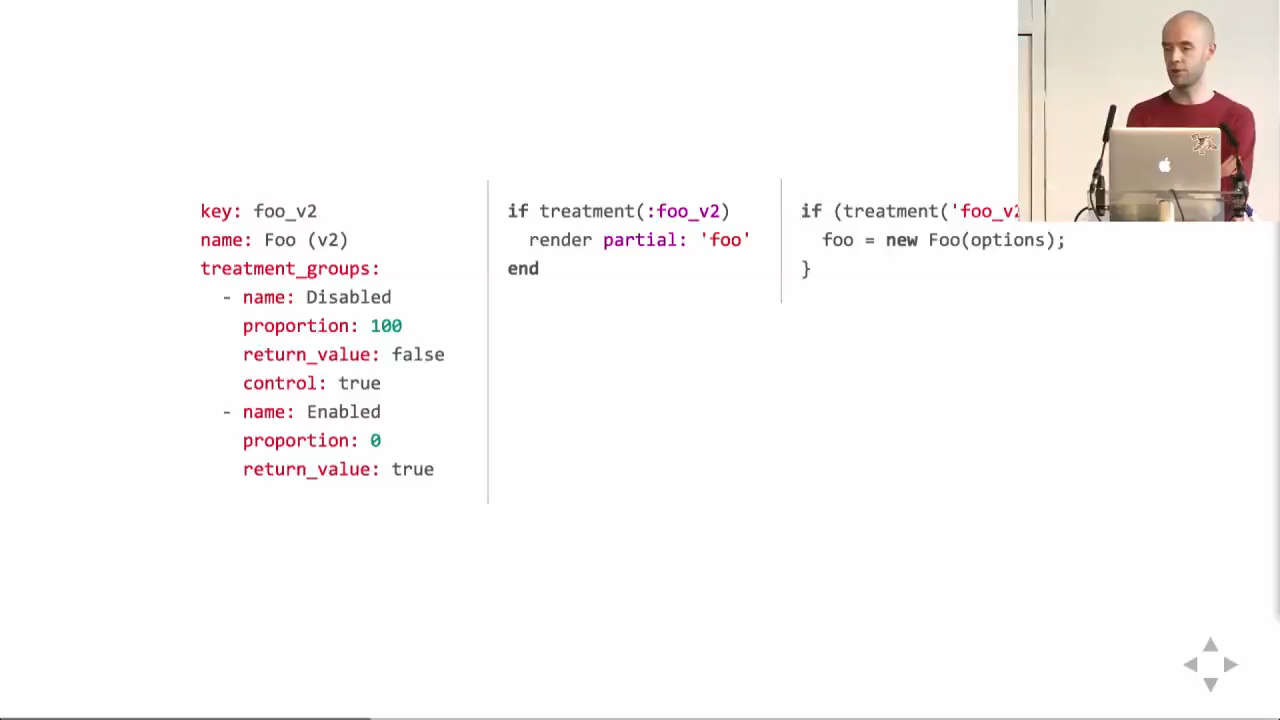 key: foo_v2
name: Foo (v2)
treatment_groups:
- name: Disabled
proportion: 100
return_value: false
control: true
- name: Enabled
proportion: 0
return_value: true
if treatment(:foo_v2)
render partial: 'foo'
end
if (treatment('foo_v2
foo = new Foo(options);
}